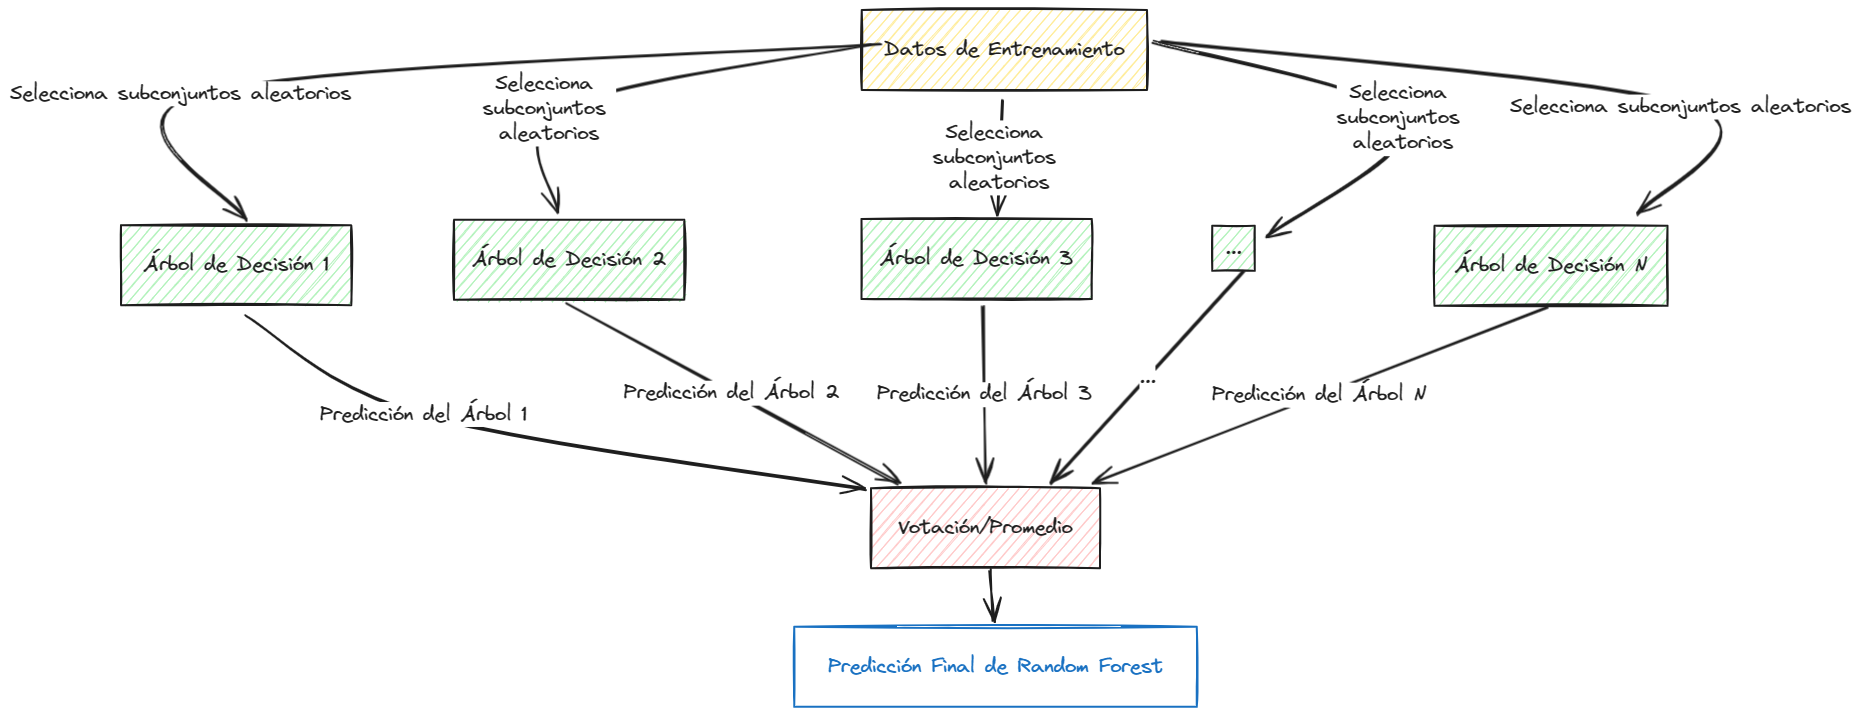 Datos de Entrenamiento
Selecciona subconjuntos aleatorios
Selecciona
subconjuntos
aleatorios
Selecciona
subconjuntos
aleatorios
Selecciona
subconjuntos
aleatorios
Selecciona subconjuntos aleatorios
Árbol de Decisión 1
Árbol de Decisión 2
Árbol de Decisión 3
...
Árbol de Decisión N
Predicción del Árbol 1
Predicción del Árbol 2
Predicción del Árbol 3
...
Predicción del Árbol N
Votación/Promedio
Predicción Final de Random Forest